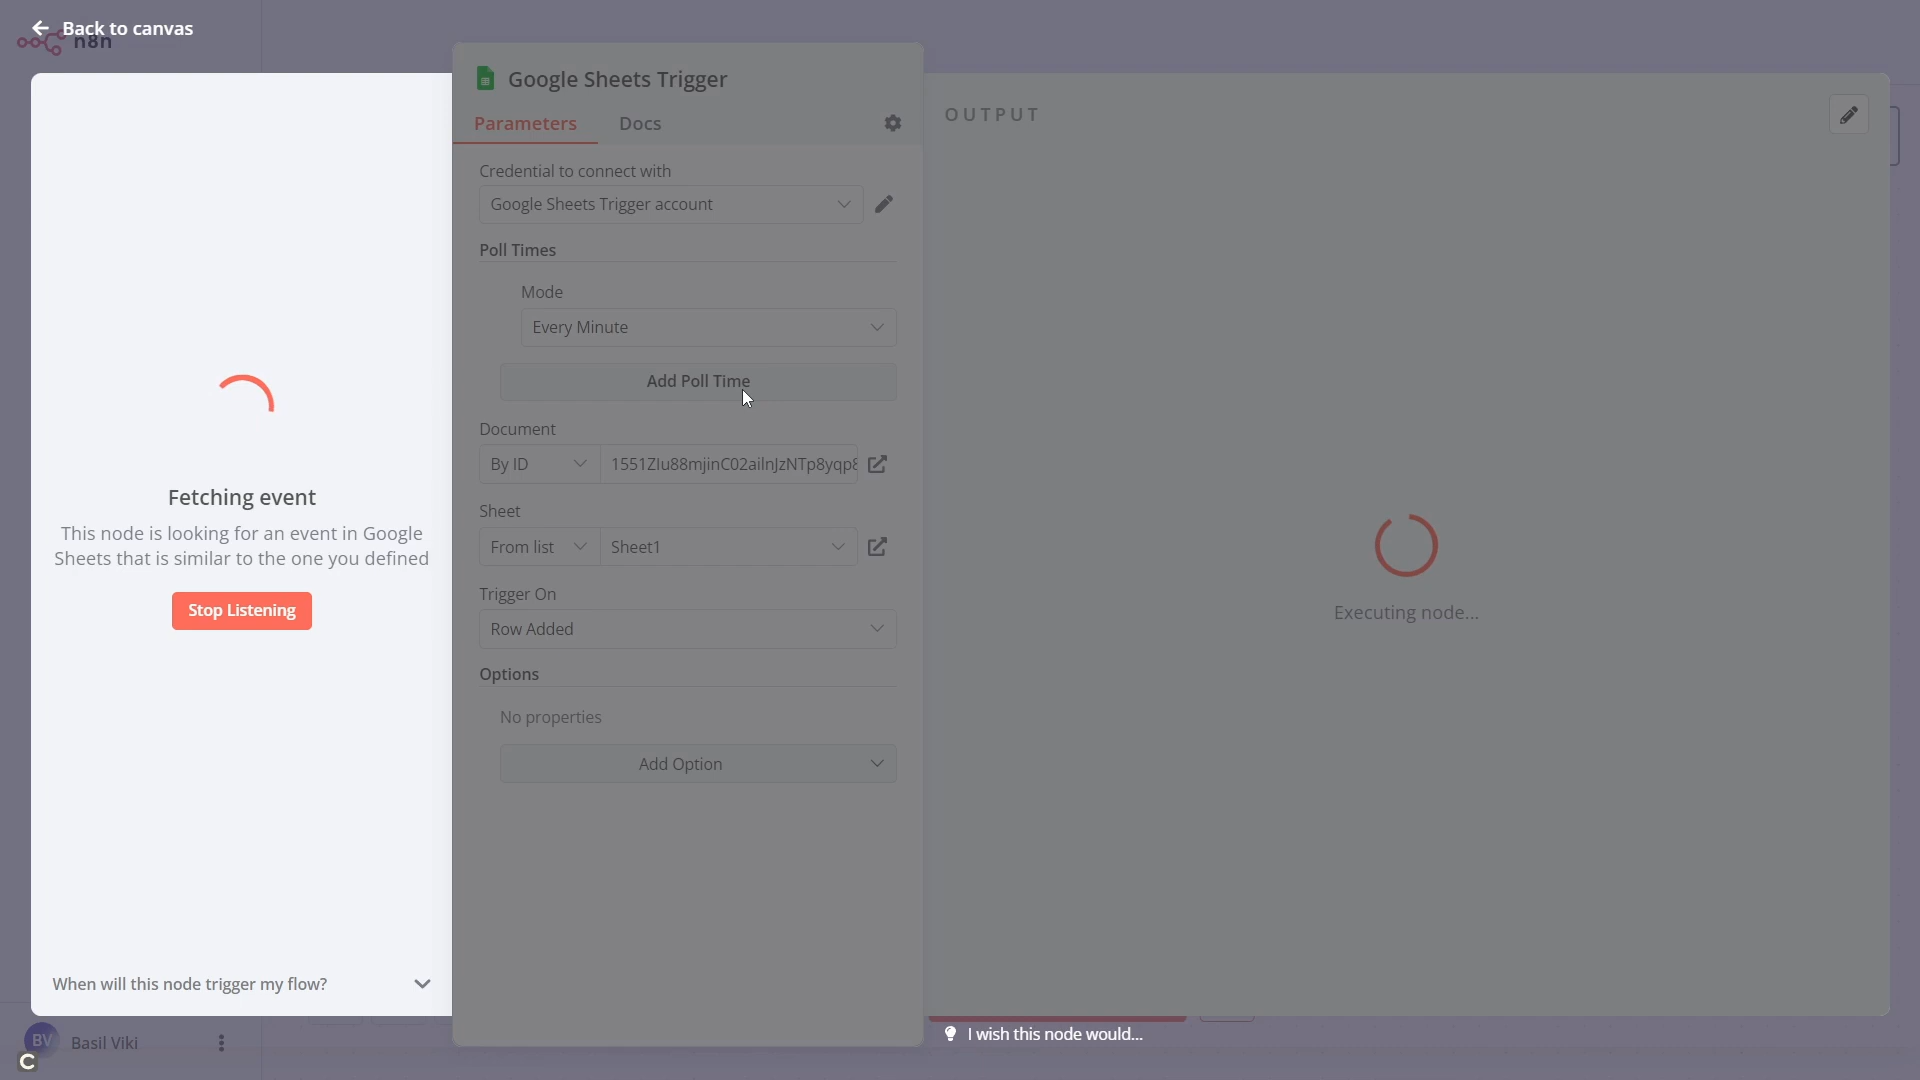 Back to canvas
n8n
Google Sheets Trigger
Parameters
Docs
OUTPUT
Credential to connect with
Google Sheets Trigger account
Poll Times
Mode
Every Minute
Add Poll Time
Document
By ID
1551Zlu88mjinC02ailnJzNTp8yqp8
Sheet
From list
Sheet1
Trigger On
Row Added
Options
No properties
Add Option
Fetching event
This node is looking for an event in Google
Sheets that is similar to the one you defined
Stop Listening
Executing node...
When will this node trigger my flow?
BV
Basil Viki
I wish this node would...